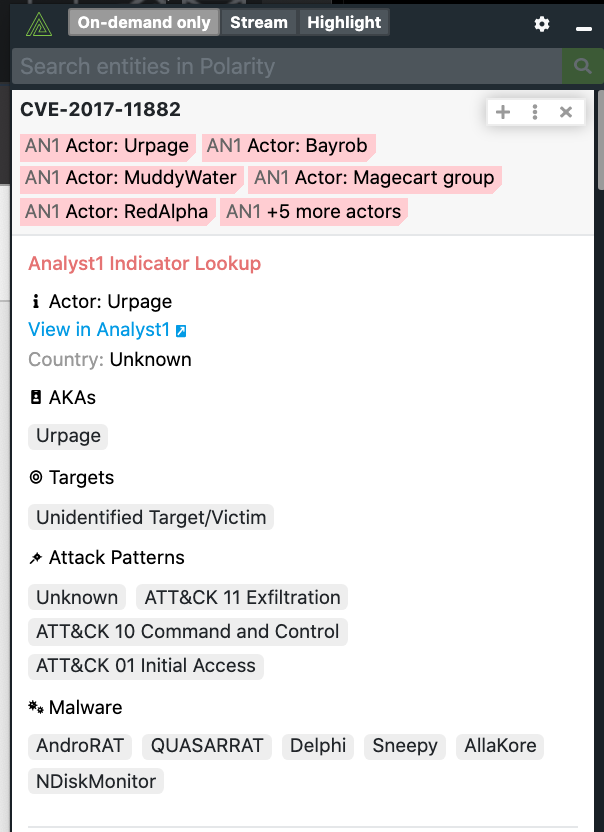 On-demand only Stream Highlight
Search entities in Polarity
CVE-2017-11882
AN1 Actor: Urpage AN1 Actor: Bayrob
AN1 Actor: MuddyWater AN1 Actor: Magecart group
AN1 Actor: RedAlpha AN1 +5 more actors
Analyst1 Indicator Lookup
Actor: Urpage
View in Analyst1
Country: Unknown
AKAs
Urpage
Targets
Unidentified Target/Victim
Attack Patterns
Unknown ATT&CK 11 Exfiltration
ATT&CK 10 Command and Control
ATT&CK 01 Initial Access
Malware
AndroRAT QUASARRAT Delphi Sneepy AllaKore
NDiskMonitor